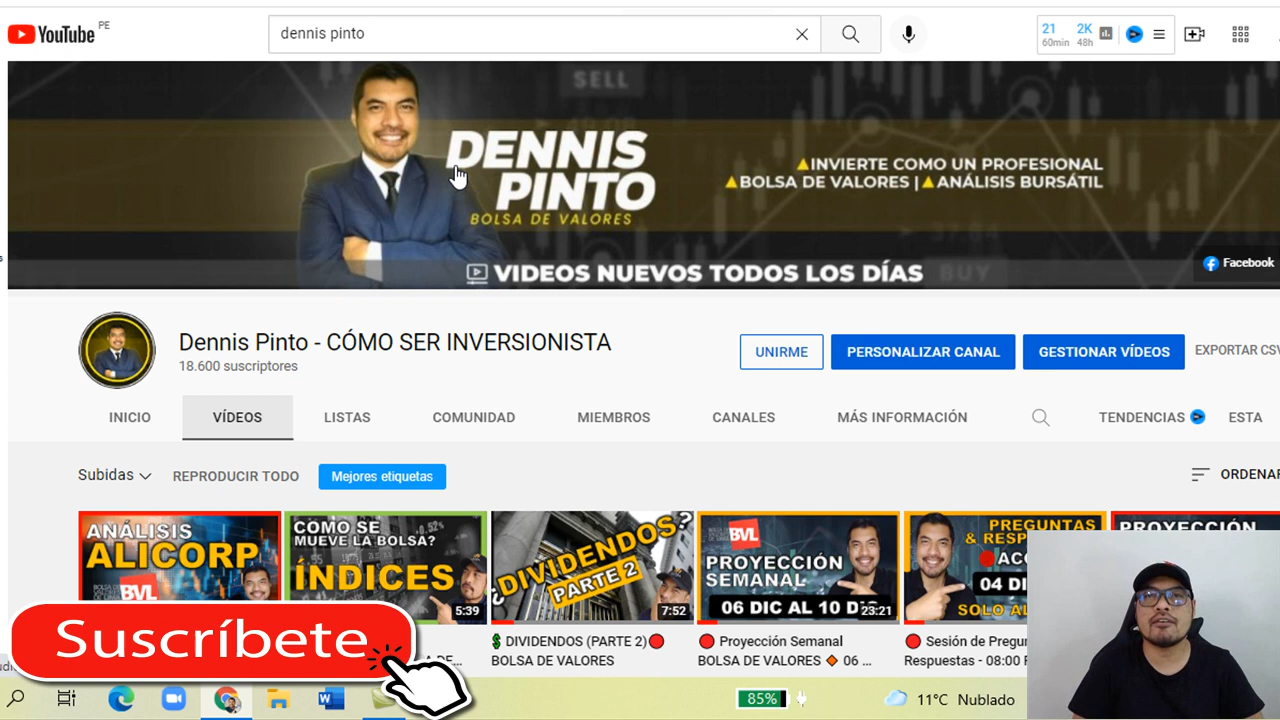 YouTube PE
dennis pinto
21
60min
2K
48h
SELL
DENNIS
PINTO
BOLSA DE VALORES
INVIERTE COMO UN PROFESIONAL
BOLSA DE VALORES | ANÁLISIS BURSÁTIL
VIDEOS NUEVOS TODOS LOS DÍAS
BUY
Facebook
Dennis Pinto - CÓMO SER INVERSIONISTA
18.600 suscriptores
UNIRME
PERSONALIZAR CANAL
GESTIONAR VÍDEOS
EXPORTAR CSV
INICIO
VÍDEOS
LISTAS
COMUNIDAD
MIEMBROS
CANALES
MÁS INFORMACIÓN
TENDENCIAS
ESTA
Subidas
REPRODUCIR TODO
Mejores etiquetas
ORDENAR
ANÁLISIS
ALICORP
BVL
CÓMO SE
MUEVE LA BOLSA?
ÍNDICES
5:39
¿DIVIDENDOS?
PARTE 2
7:52
BVL
PROYECCIÓN
SEMANAL
06 DIC AL 10 DIC
23:21
PREGUNTAS
& RESP
ACC
04 DI
SOLO AL
PROYECCIÓN
DIVIDENDOS (PARTE 2)
BOLSA DE VALORES
Proyección Semanal
BOLSA DE VALORES 06 ...
Sesión de Pregun
Respuestas - 08:00
Suscríbete
85%
11°C Nublado